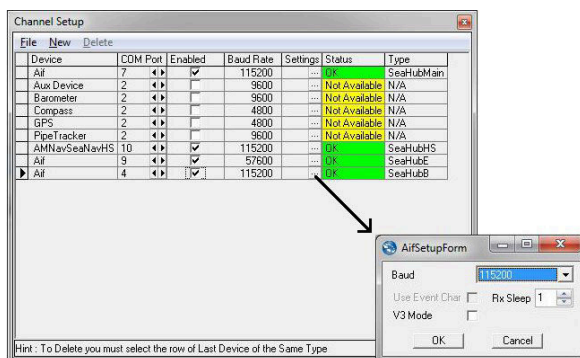 Channel Setup
File New Delete
Device COM Port Enabled Baud Rate Settings Status Type
Aif 7 115200 ... OK SeaHubMain
Aux Device 2 9600 ... Not Available N/A
Barometer 2 9600 ... Not Available N/A
Compass 2 4800 ... Not Available N/A
GPS 2 4800 ... Not Available N/A
PipeTracker 2 9600 ... Not Available N/A
AMNavSeaNavHS 10 115200 ... OK SeaHubHS
Aif 9 57600 ... OK SeaHubE
Aif 4 115200 ... OK SeaHubB
AifSetupForm
Baud 115200
Use Event Char Rx Sleep 1
V3 Mode
OK Cancel
Hint : To Delete you must select the row of Last Device of the Same Type